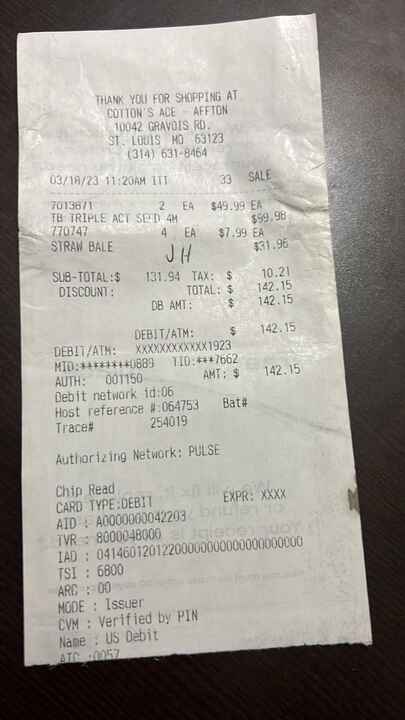 THANK YOU FOR SHOPPING AT
COTTON'S ACE - AFFTON
10042 GRAVOIS RD.
ST. LOUIS MO 63123
(314) 631-8464
03/18/23 11:20AM ITI 33 SALE
7013871 2 EA $49.99 EA
TB TRIPLE ACT SEED 4M $99.98
770747 4 EA $7.99 EA
STRAW BALE $31.96
JH
SUB-TOTAL:$ 131.94 TAX: $ 10.21
DISCOUNT: TOTAL: $ 142.15
DB AMT: $ 142.15
DEBIT/ATM: $ 142.15
DEBIT/ATM: XXXXXXXXXXXX1923
MID:********0889 TID:***7662
AUTH: 001150 AMT: $ 142.15
Debit network id:06
Host reference #:064753 Bat#
Trace# 254019
Authorizing Network: PULSE
Chip Read
CARD TYPE:DEBIT EXPR: XXXX
AID : A0000000042203
TVR : 8000048000
TSI : 6800
ARC : 00
MODE : Issuer
CVM : Verified by PIN
Name : US Debit
ATC :0057